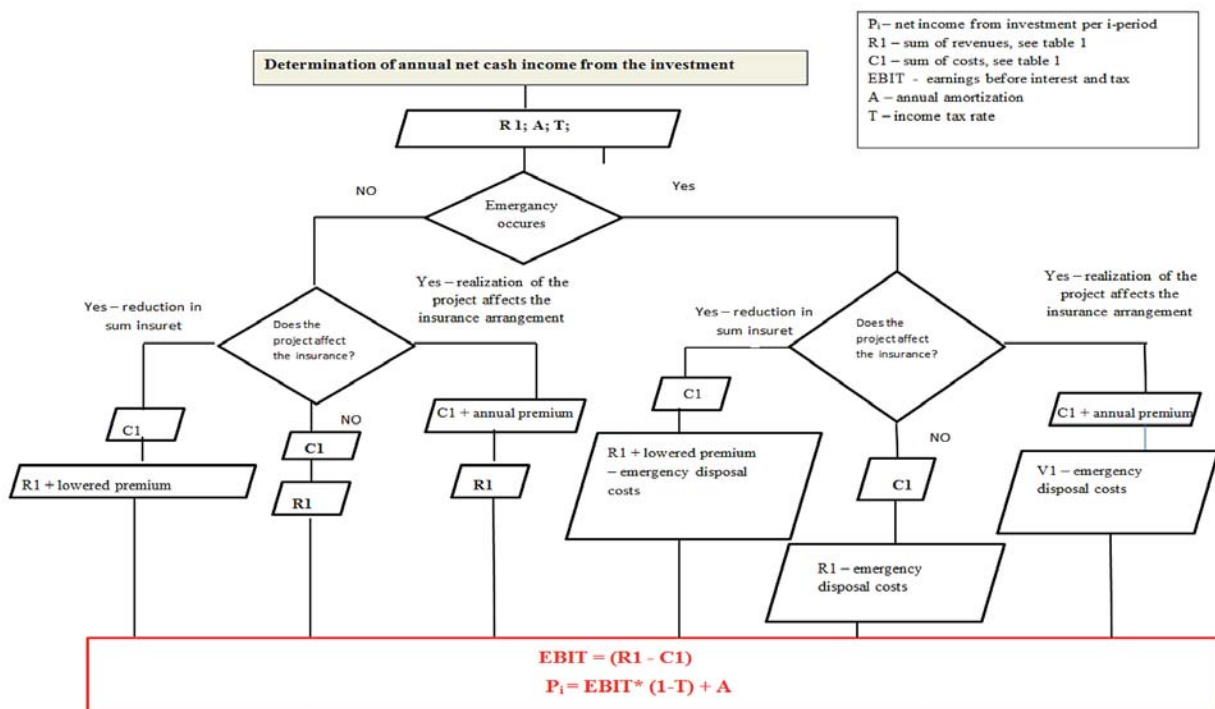 Determination of annual net cash income from the investment
Pi – net income from investment per i-period
R1 – sum of revenues, see table 1
C1 – sum of costs, see table 1
EBIT - earnings before interest and tax
A – annual amortization
T – income tax rate
R 1; A; T;
NO
Yes
Emergancy
occures
Yes – reduction in
sum insuret
Does the
project affect
the insurance?
Yes – realization of the
project affects the
insurance arrangement
Yes – reduction in
sum insuret
Does the
project affect
the insurance?
Yes – realization of the
project affects the
insurance arrangement
C1
R1 + lowered premium
NO
C1
R1
C1 + annual premium
R1
C1
R1 + lowered premium
– emergency disposal
costs
NO
C1
R1 – emergency
disposal costs
C1 + annual premium
V1 – emergency
disposal costs
EBIT = (R1 - C1)
Pi = EBIT* (1-T) + A